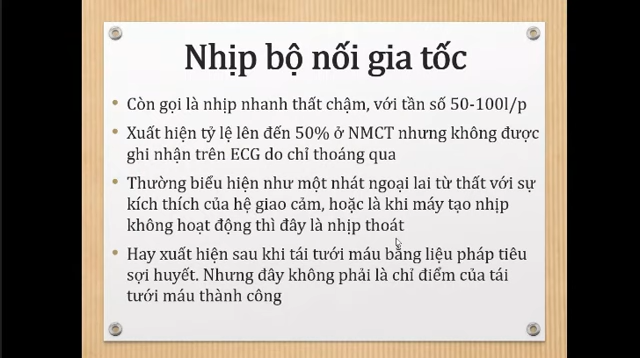 Nhịp bộ nối gia tốc
• Còn gọi là nhịp nhanh thất chậm, với tần số 50-100l/p
• Xuất hiện tỷ lệ lên đến 50% ở NMCT nhưng không được
ghi nhận trên ECG do chỉ thoáng qua
• Thường biểu hiện như một nhát ngoại lai từ thất với sự
kích thích của hệ giao cảm, hoặc là khi máy tạo nhịp
không hoạt động thì đây là nhịp thoát
• Hay xuất hiện sau khi tái tưới máu bằng liệu pháp tiêu
sợi huyết. Nhưng đây không phải là chỉ điểm của tái
tưới máu thành công